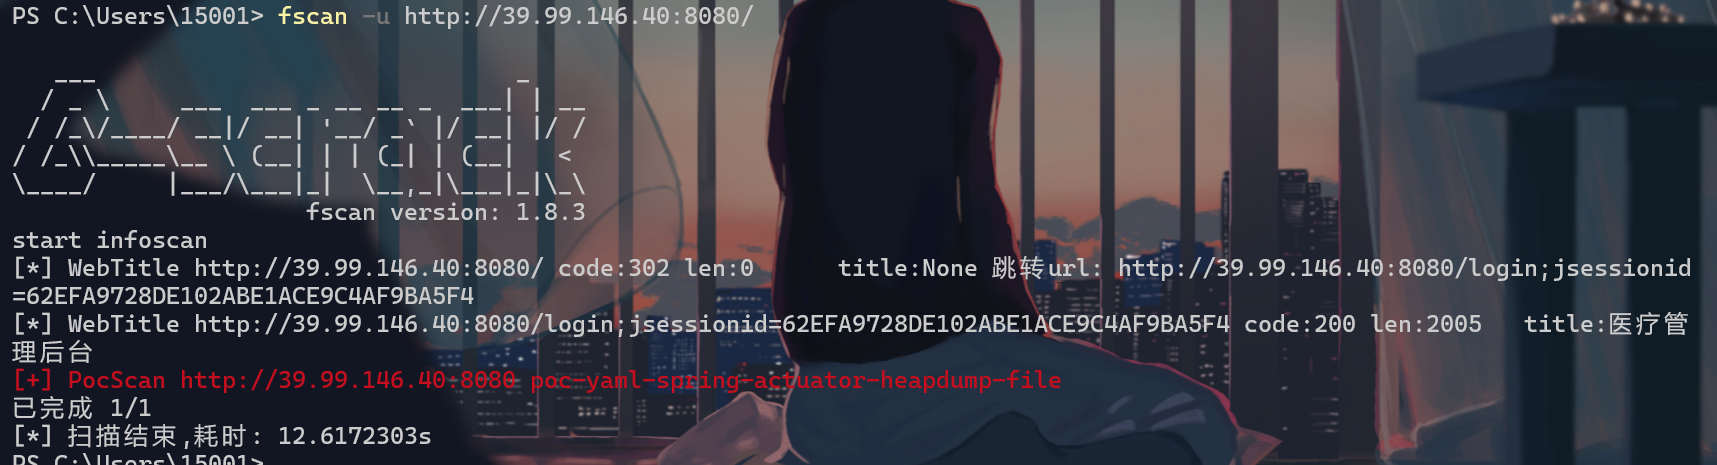 PS C:\Users\15001> fscan -u http://39.99.146.40:8080/
   ___                              _
  / _ \     ___  ___ _ __ __ _  ___| | __
 / /_\/____/ __|/ __| '__/ _` |/ __| |/ /
/ /_\\_____\__ \ (__| | | (_| | (__|   <
\____/     |___/\___|_|  \__,_|\___|_|\_\
fscan version: 1.8.3
start infoscan
[*] WebTitle http://39.99.146.40:8080/ code:302 len:0      title:None 跳转url: http://39.99.146.40:8080/login;jsessionid
=62EFA9728DE102ABE1ACE9C4AF9BA5F4
[*] WebTitle http://39.99.146.40:8080/login;jsessionid=62EFA9728DE102ABE1ACE9C4AF9BA5F4 code:200 len:2005   title:医疗管
理后台
[+] PocScan http://39.99.146.40:8080 poc-yaml-spring-actuator-heapdump-file
已完成 1/1
[*] 扫描结束,耗时: 12.6172303s
PS C:\Users\15001>